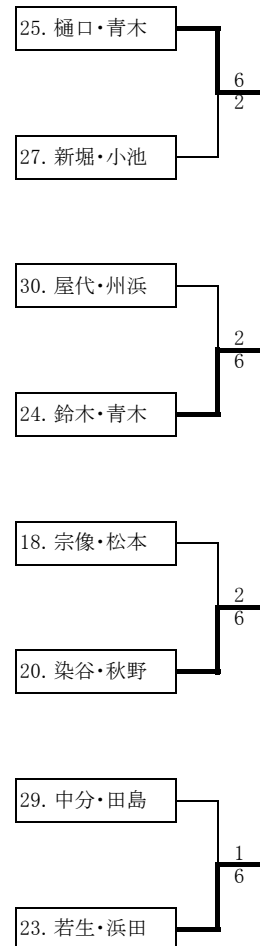 25. 樋口・青木
6
2
27. 新堀・小池
30. 屋代・州浜
2
6
24. 鈴木・青木
18. 宗像・松本
2
6
20. 染谷・秋野
29. 中分・田島
1
6
23. 若生・浜田